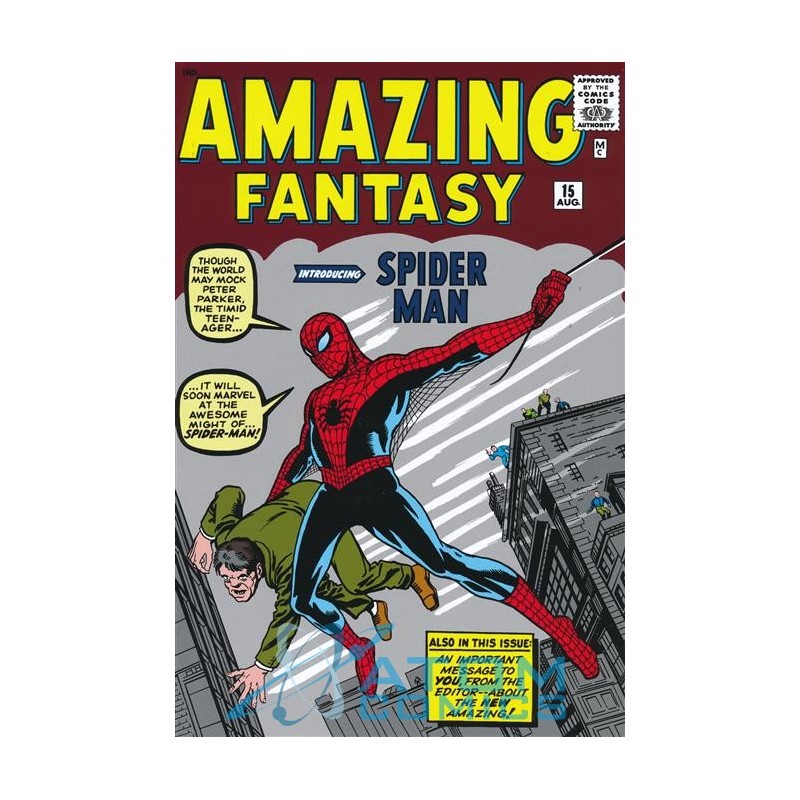 IND.
AMAZING
FANTASY
APPROVED
BY THE
COMICS
CODE
CA
AUTHORITY
M
C
15
AUG.
INTRODUCING
SPIDER
MAN
THOUGH
THE WORLD
MAY MOCK
PETER
PARKER,
THE TIMID
TEEN-
AGER...
...IT WILL
SOON MARVEL
AT THE
AWESOME
MIGHT OF...
SPIDER-MAN!
ALSO IN THIS ISSUE:
AN IMPORTANT
MESSAGE TO
YOU, FROM THE
EDITOR--ABOUT
THE NEW
AMAZING!
ATOM
COMICS